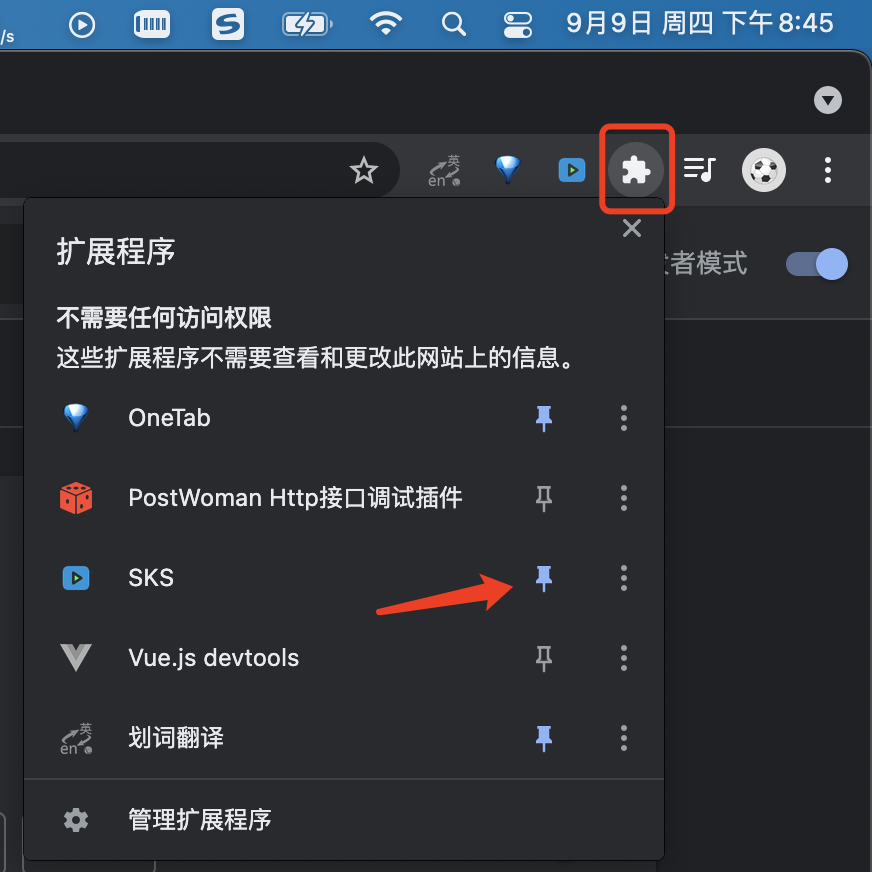 /s
S
9月9日 周四 下午8:45
英
en
者模式
扩展程序
不需要任何访问权限
这些扩展程序不需要查看和更改此网站上的信息。
OneTab
PostWoman Http接口调试插件
SKS
Vue.js devtools
英
en
划词翻译
管理扩展程序